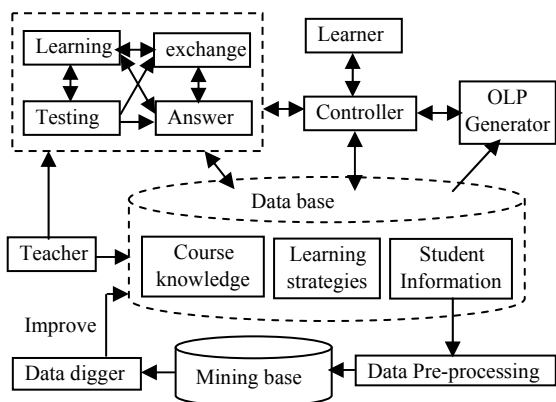 Learning
exchange
Learner
Testing
Answer
Controller
OLP
Generator
Data base
Teacher
Course
knowledge
Learning
strategies
Student
Information
Improve
Data digger
Mining base
Data Pre-processing